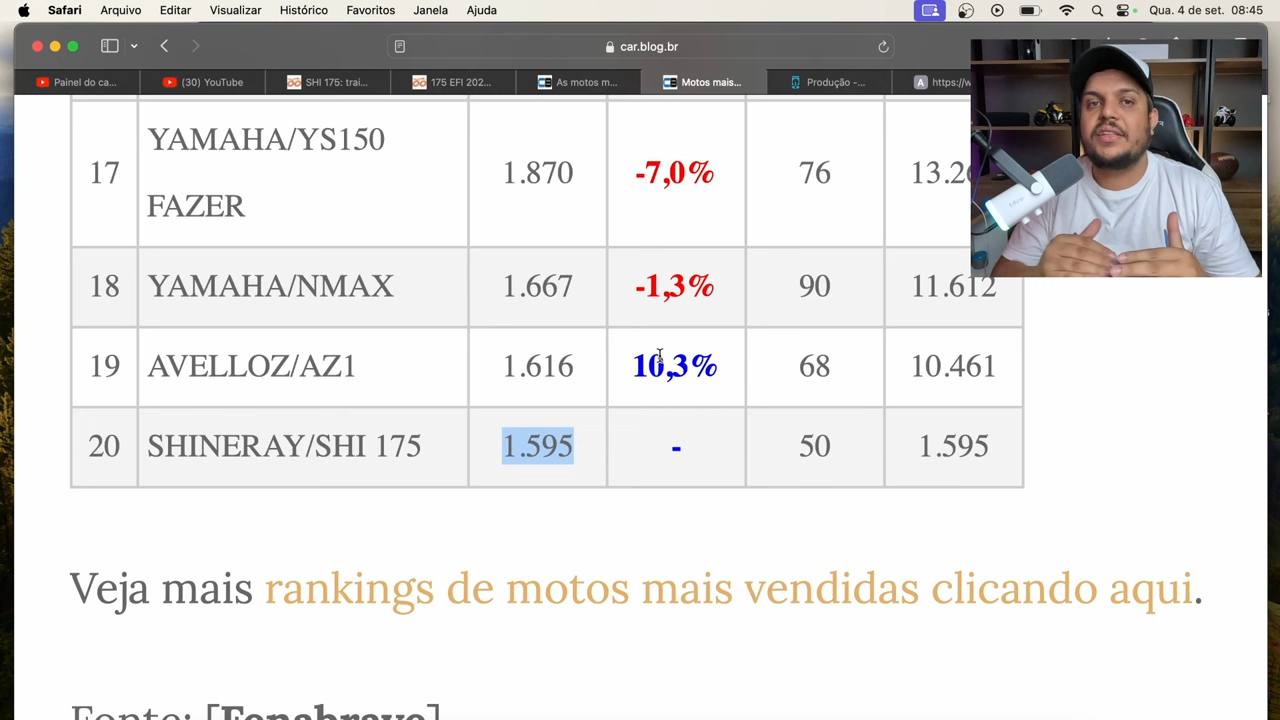 Safari Arquivo Editar Visualizar Histórico Favoritos Janela Ajuda Qua. 4 de set. 08:45
car.blog.br
Painel do ca... (30) YouTube SHI 175: trai... 175 EFI 202... As motos m... Motos mais... Produção -... https://w
17 YAMAHA/YS150 FAZER 1.870 -7,0% 76
18 YAMAHA/NMAX 1.667 -1,3% 90 11.612
19 AVELLOZ/AZ1 1.616 10,3% 68 10.461
20 SHINERAY/SHI 175 1.595 - 50 1.595
Veja mais rankings de motos mais vendidas clicando aqui.
Fonte: [Fenabrave]